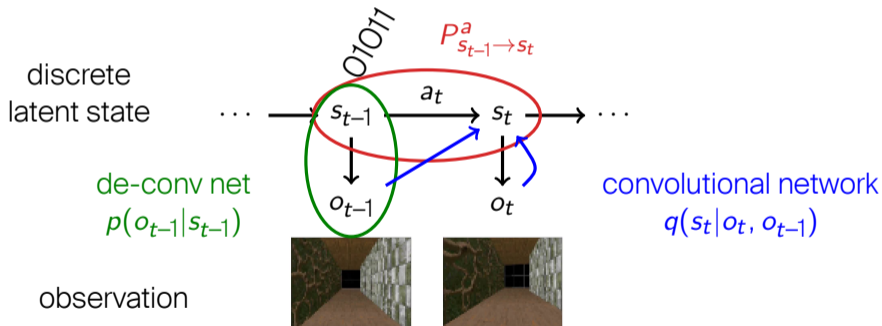 01011
P^a_{s_{t-1}→s_t}
discrete
latent state
··· s_{t-1} a_t s_t ···
de-conv net
p(o_{t-1}|s_{t-1})
o_{t-1} o_t
convolutional network
q(s_t|o_t, o_{t-1})
observation